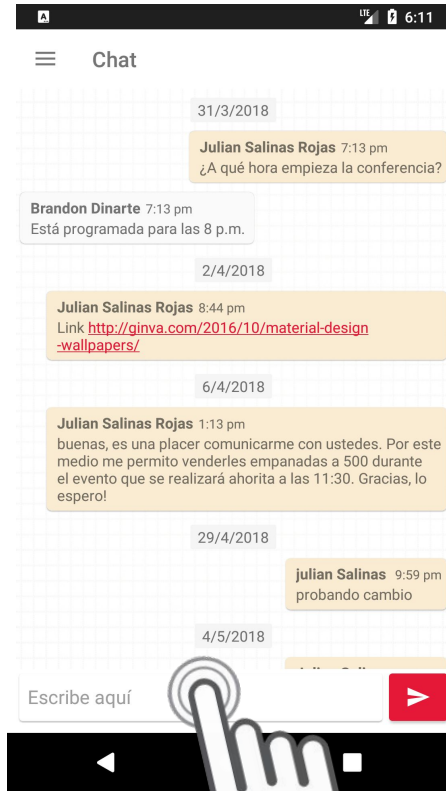 A
LTE 6:11
Chat
31/3/2018
Julian Salinas Rojas 7:13 pm
¿A qué hora empieza la conferencia?
Brandon Dinarte 7:13 pm
Está programada para las 8 p.m.
2/4/2018
Julian Salinas Rojas 8:44 pm
Link http://ginva.com/2016/10/material-design
-wallpapers/
6/4/2018
Julian Salinas Rojas 1:13 pm
buenas, es una placer comunicarme con ustedes. Por este
medio me permito venderles empanadas a 500 durante
el evento que se realizará ahorita a las 11:30. Gracias, lo
espero!
29/4/2018
julian Salinas 9:59 pm
probando cambio
4/5/2018
Escribe aquí